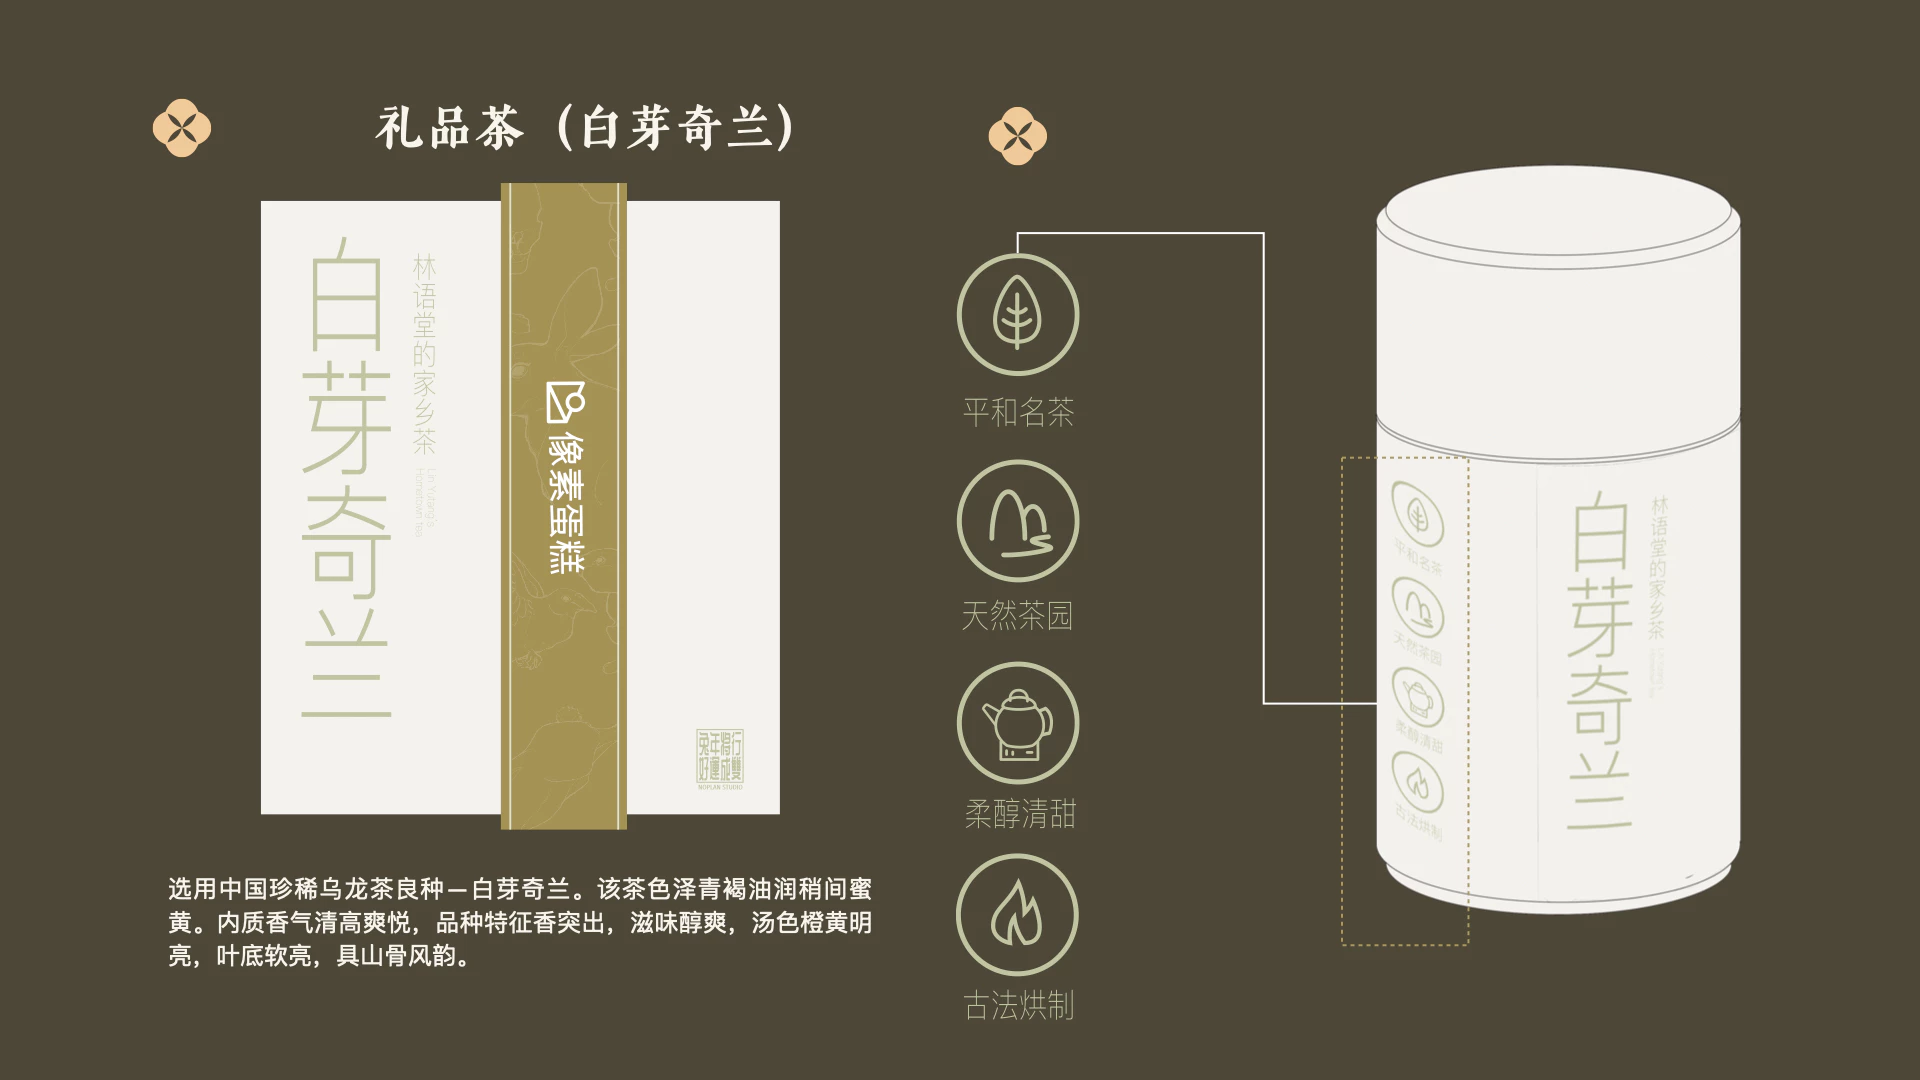 礼品茶（白芽奇兰）
白芽奇兰
林语堂的家乡茶
Lin Yutang's
Hometown tea
像素蛋糕
兔年将行
好運成雙
NOPLAN STUDIO
选用中国珍稀乌龙茶良种—白芽奇兰。该茶色泽青褐油润稍间蜜
黄。内质香气清高爽悦，品种特征香突出，滋味醇爽，汤色橙黄明
亮，叶底软亮，具山骨风韵。
平和名茶
天然茶园
柔醇清甜
古法烘制
平和名茶
天然茶园
柔醇清甜
古法烘制
白芽奇兰
林语堂的家乡茶